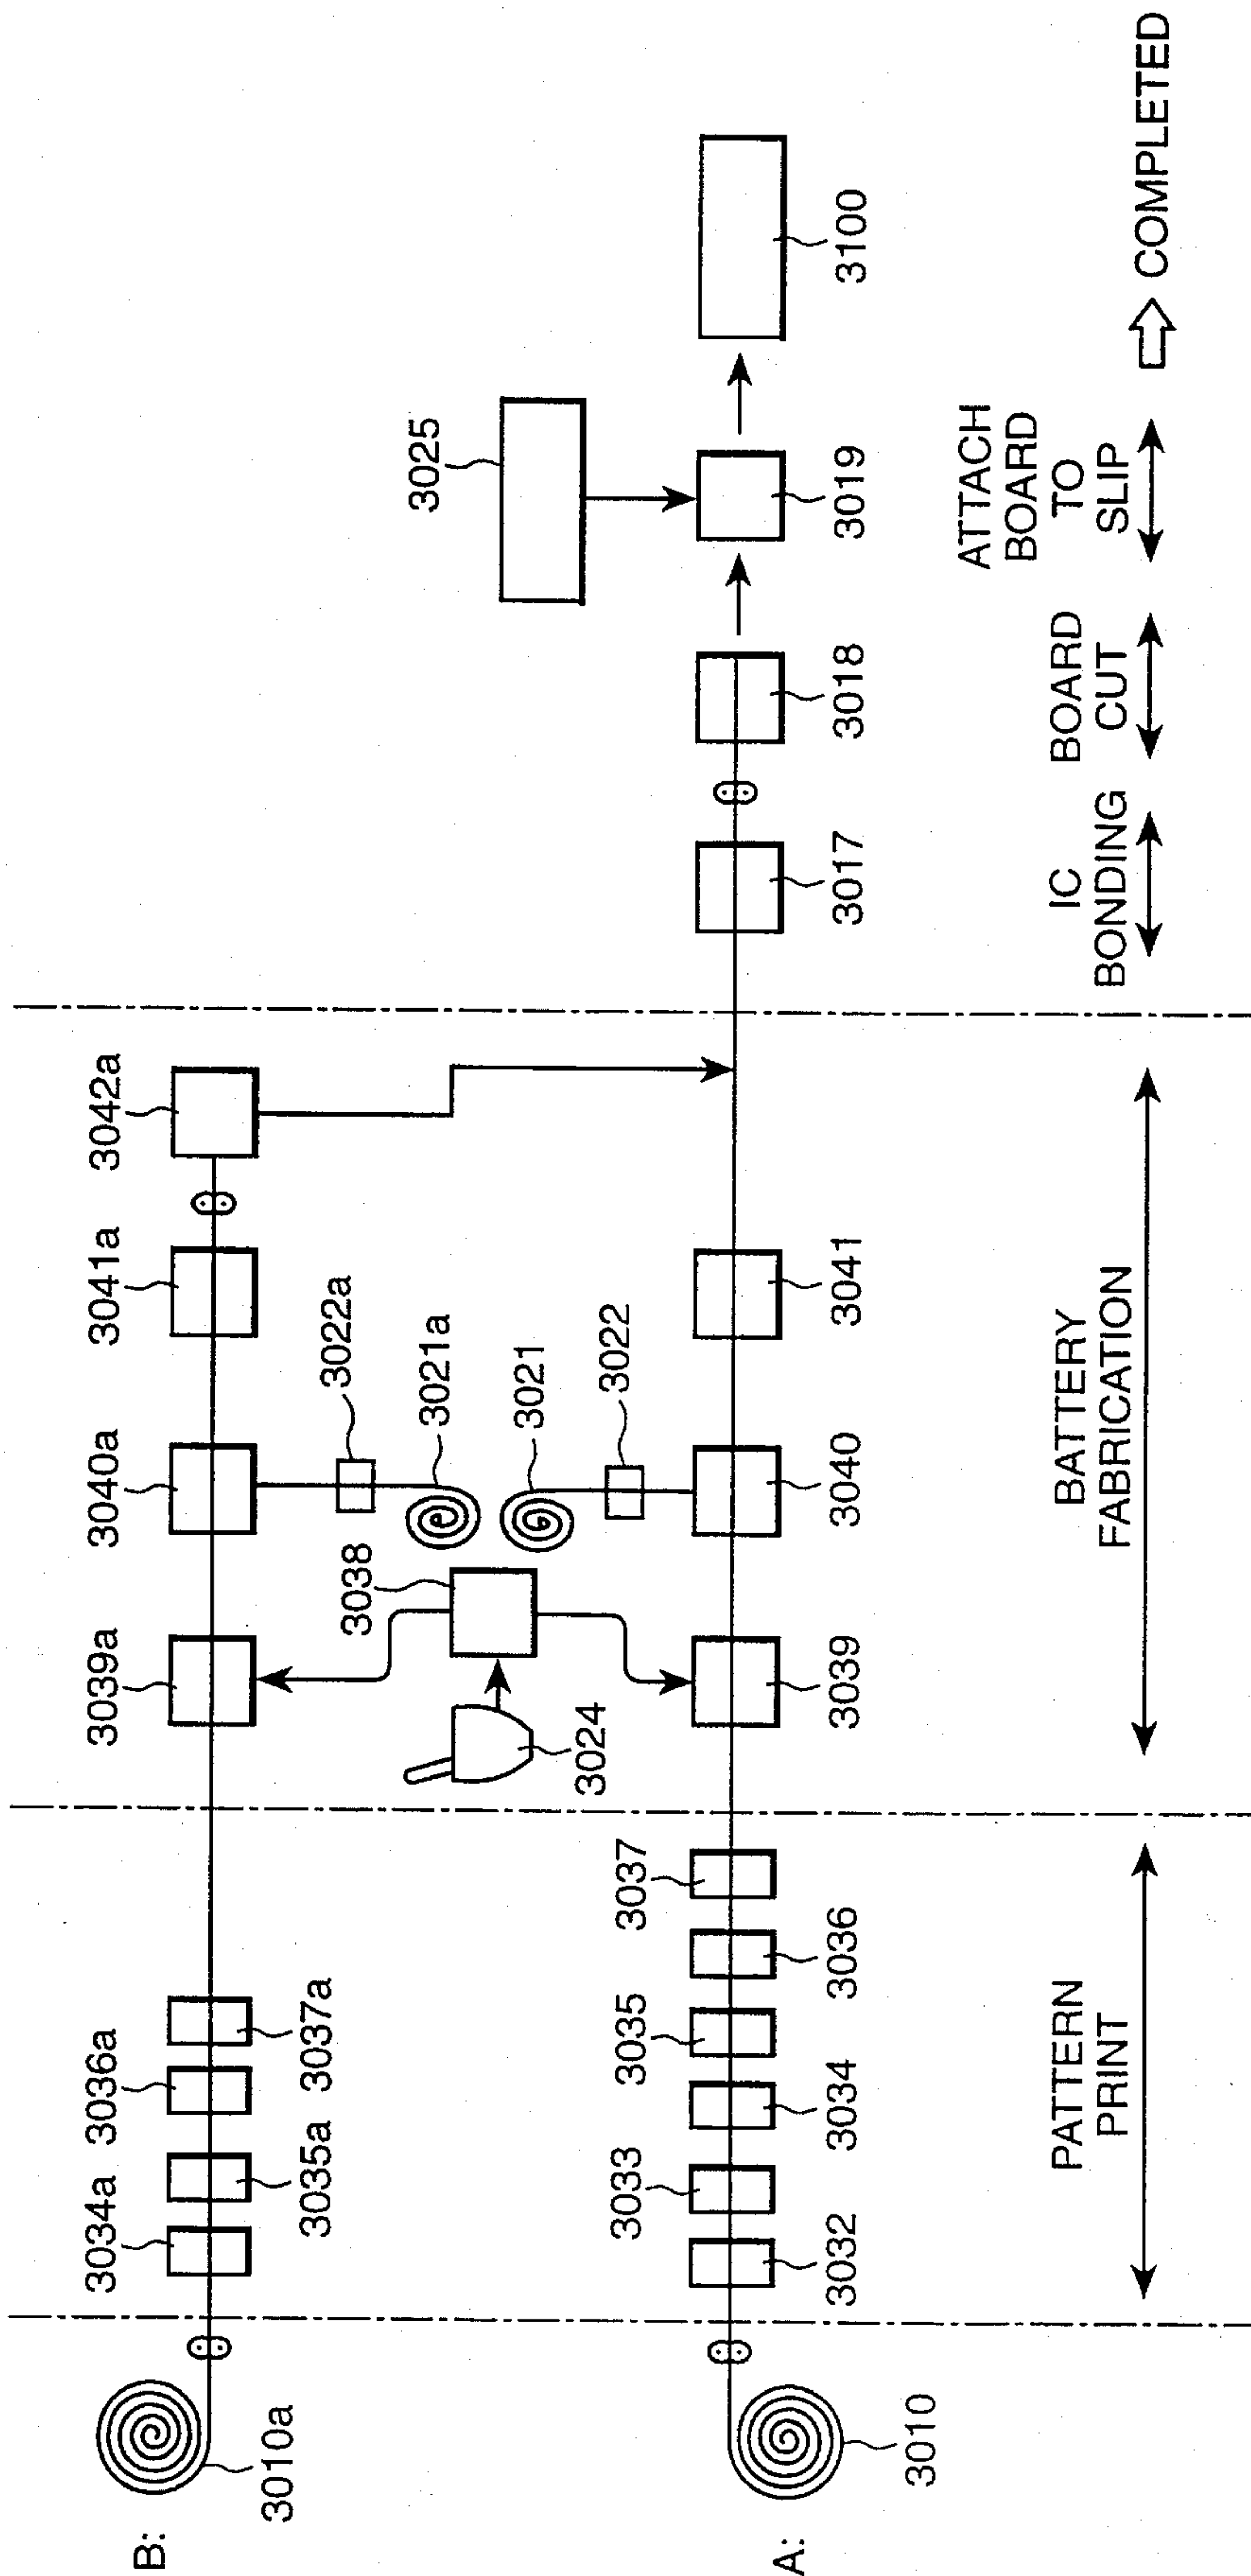 B:
3010a
3034a
3035a
3036a
3037a
3039a
3040a
3041a
3042a
3022a
3021a
3021
3022
3038
3024
3025
A:
3010
3032
3033
3034
3035
3036
3037
3039
3040
3041
3017
3018
3019
3100
PATTERN
PRINT
BATTERY
FABRICATION
IC
BONDING
BOARD
CUT
ATTACH
BOARD
TO
SLIP
COMPLETED